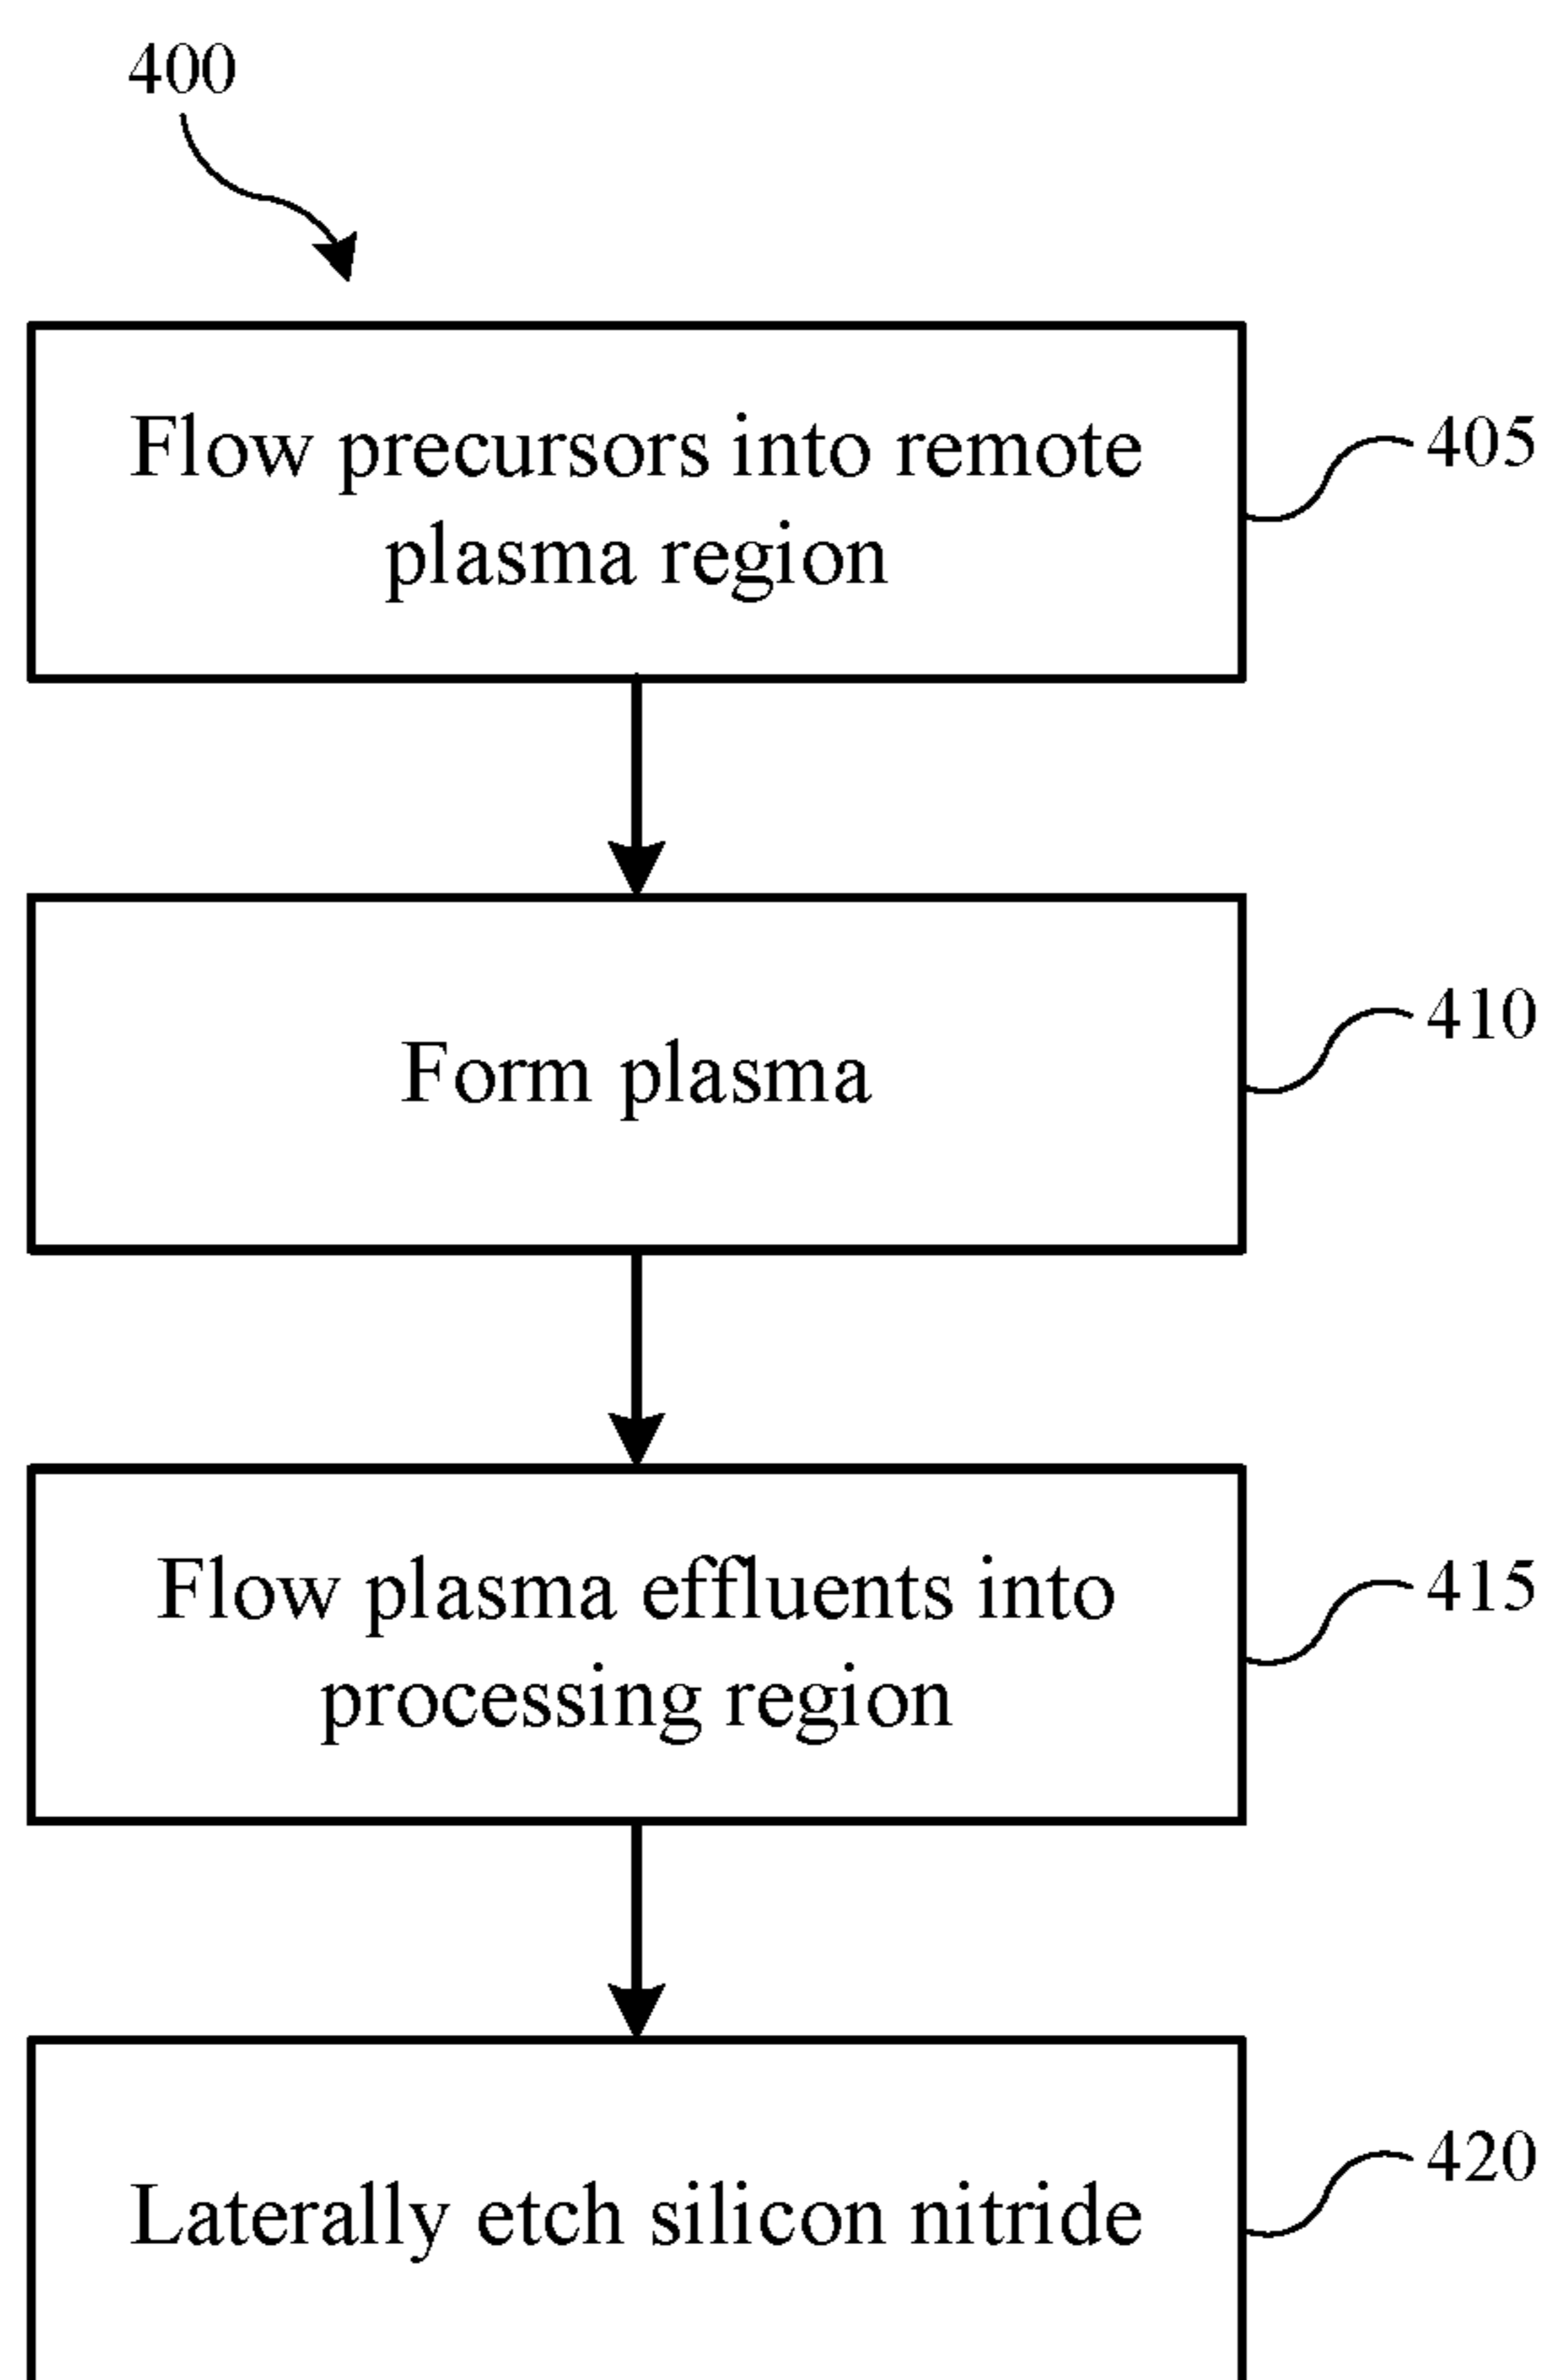 400
Flow precursors into remote
plasma region
405
Form plasma
410
Flow plasma effluents into
processing region
415
Laterally etch silicon nitride
420